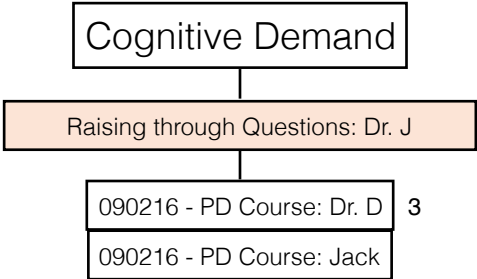 Cognitive Demand
Raising through Questions: Dr. J
090216 - PD Course: Dr. D 3
090216 - PD Course: Jack